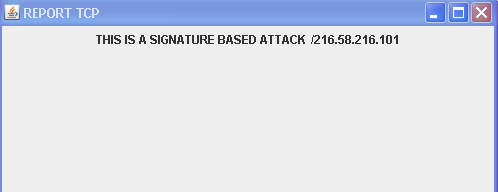 REPORT TCP
THIS IS A SIGNATURE BASED ATTACK /216.58.216.101